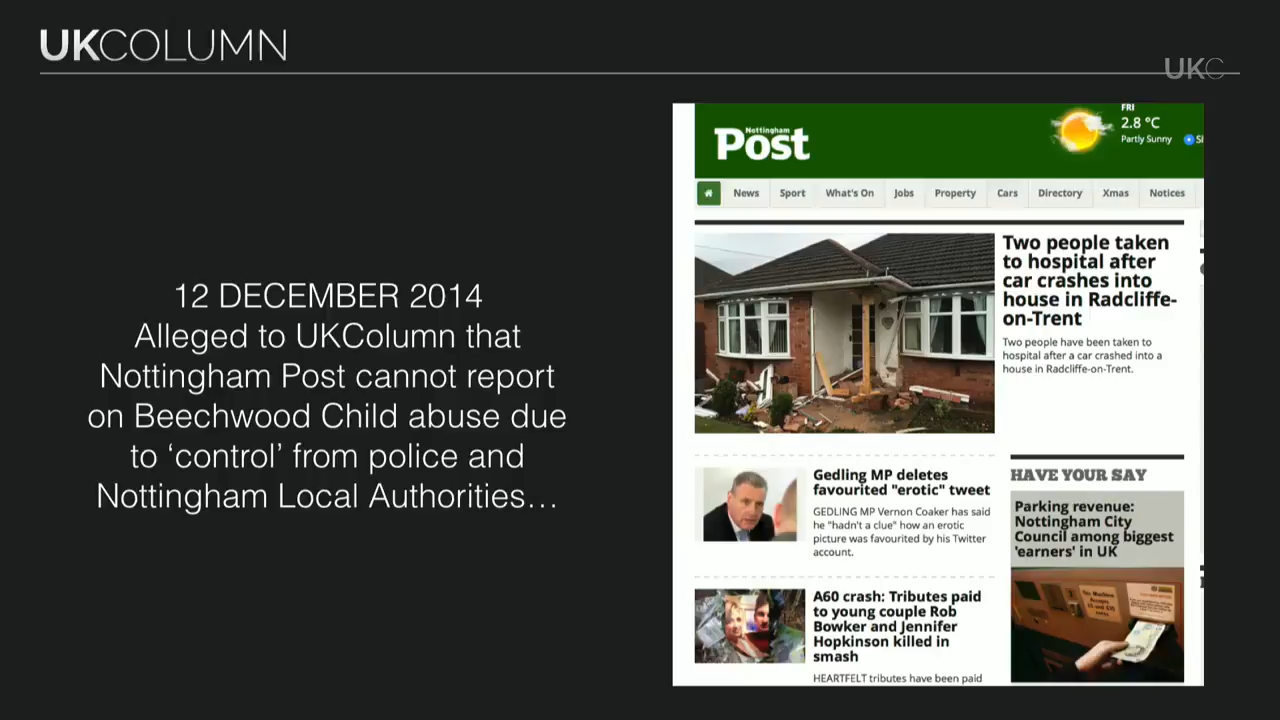 UKCOLUMN
UKC
12 DECEMBER 2014
Alleged to UKColumn that
Nottingham Post cannot report
on Beechwood Child abuse due
to ‘control’ from police and
Nottingham Local Authorities…
Nottingham
Post
FRI
2.8 °C
Partly Sunny
Si
News Sport What's On Jobs Property Cars Directory Xmas Notices
Two people taken
to hospital after
car crashes into
house in Radcliffe-
on-Trent
Two people have been taken to
hospital after a car crashed into a
house in Radcliffe-on-Trent.
Gedling MP deletes
favourited "erotic" tweet
GEDLING MP Vernon Coaker has said
he "hadn't a clue" how an erotic
picture was favourited by his Twitter
account.
A60 crash: Tributes paid
to young couple Rob
Bowker and Jennifer
Hopkinson killed in
smash
HEARTFELT tributes have been paid
HAVE YOUR SAY
Parking revenue:
Nottingham City
Council among biggest
'earners' in UK